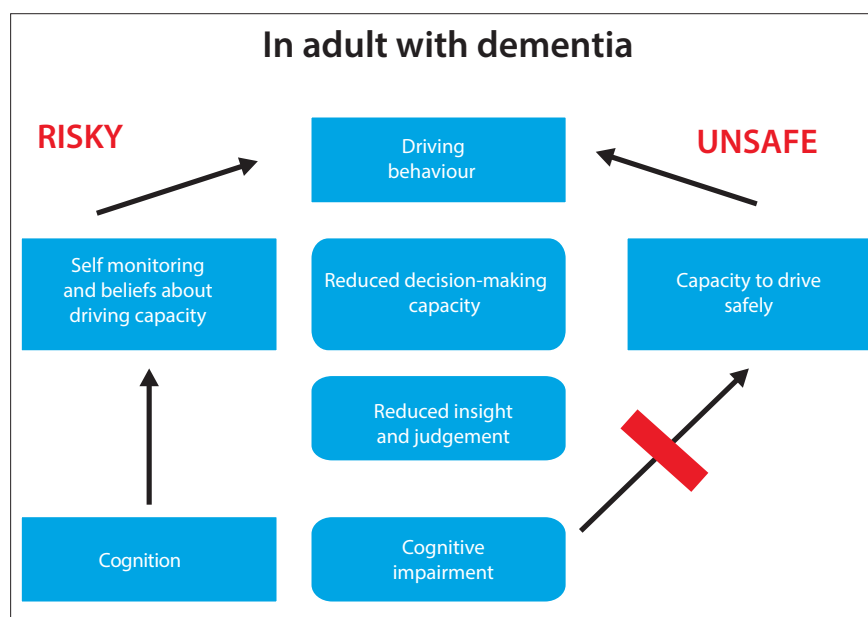 In adult with dementia
RISKY
UNSAFE
Driving
behaviour
Self monitoring
and beliefs about
driving capacity
Reduced decision-making
capacity
Capacity to drive
safely
Reduced insight
and judgement
Cognition
Cognitive
impairment